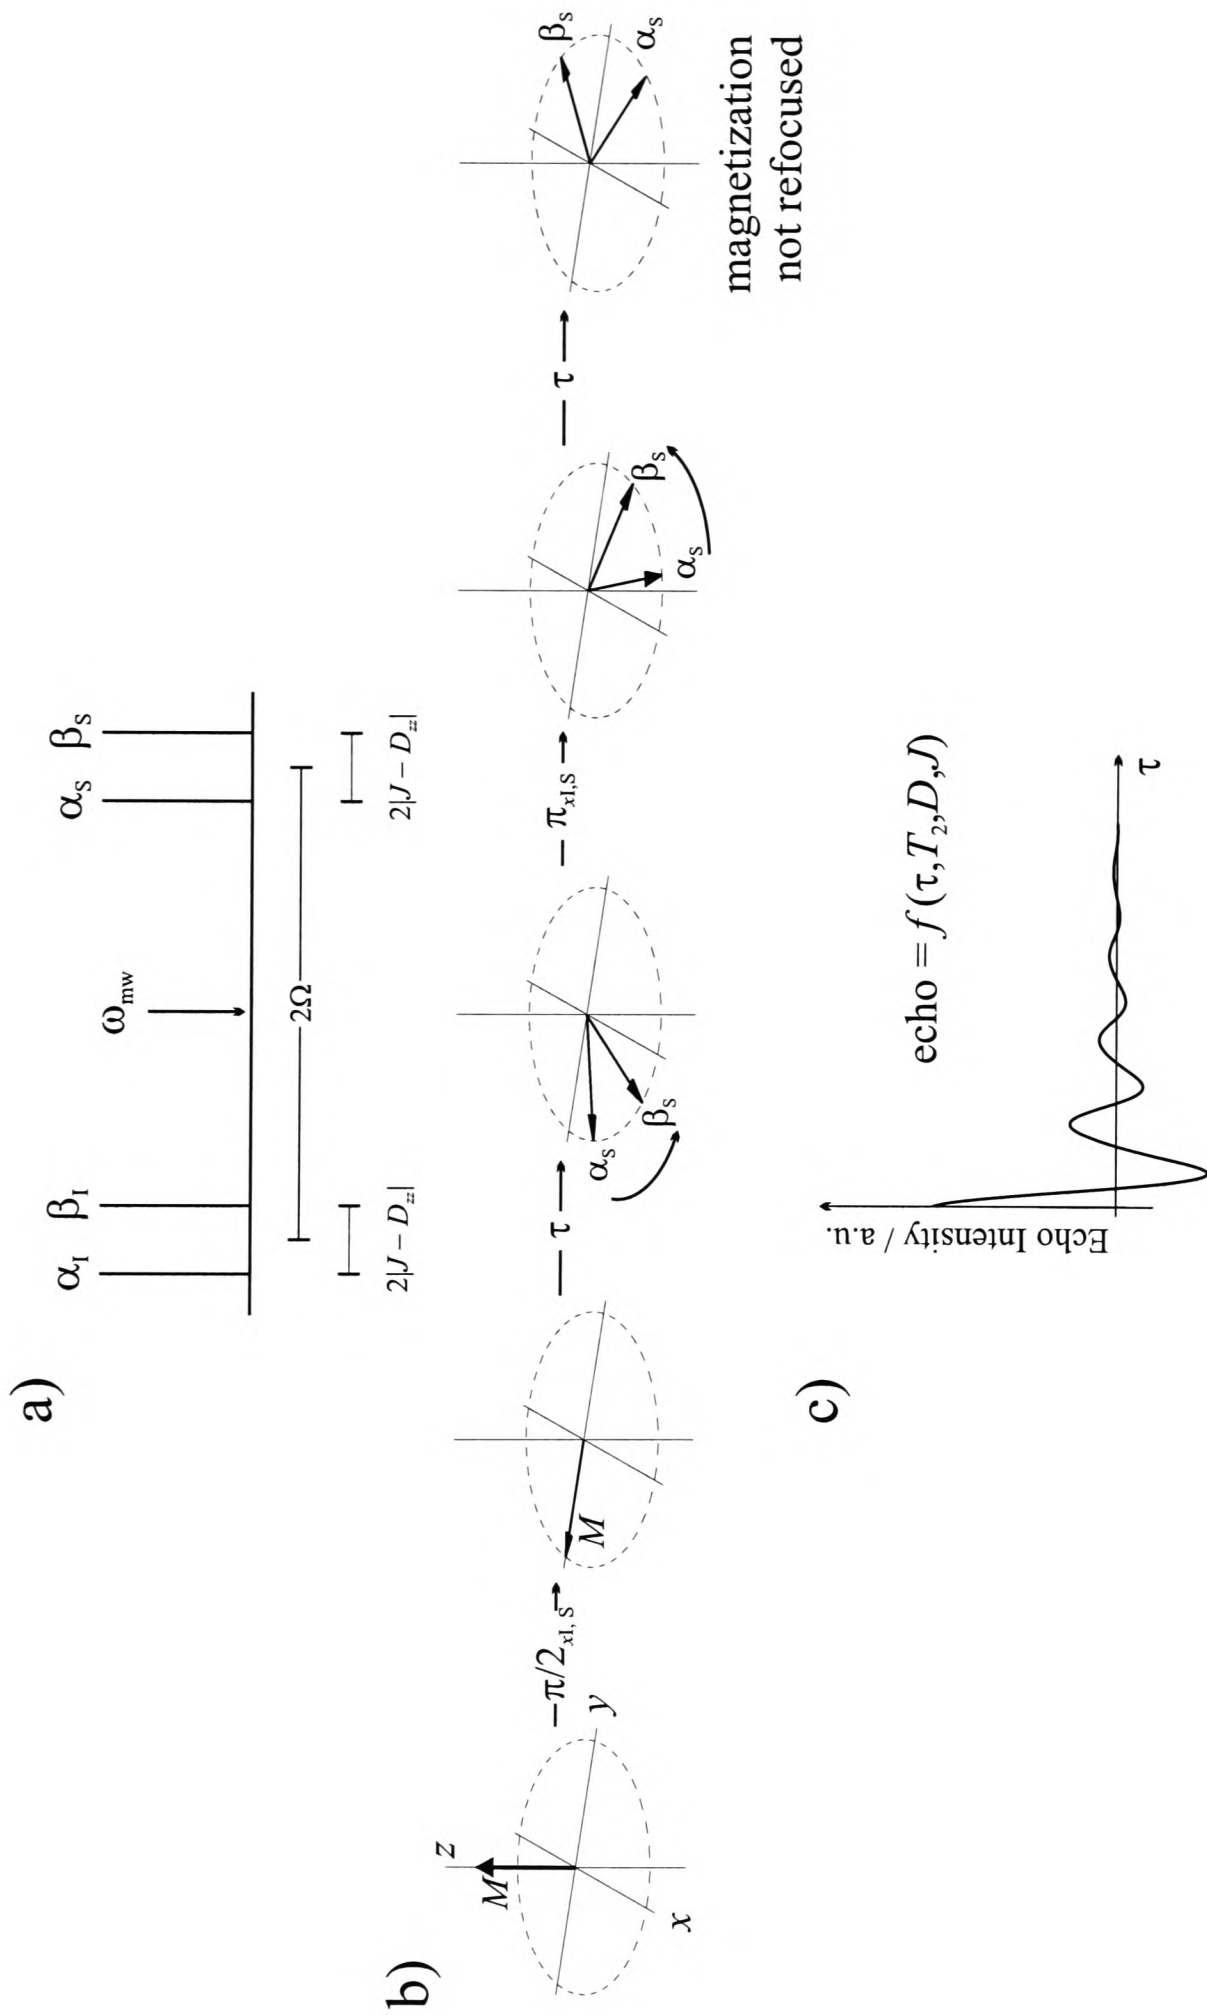 a)
α_I β_I ω_mw α_S β_S
2Ω
2|J − D_zz| 2|J − D_zz|
b)
z
M
x
y
−π/2_xI, S
M
τ
α_S
β_S
π_xI,S
α_S
β_S
τ
β_S
α_S
magnetization
not refocused
c)
Echo Intensity / a.u.
echo = f (τ,T_2,D,J)
τ